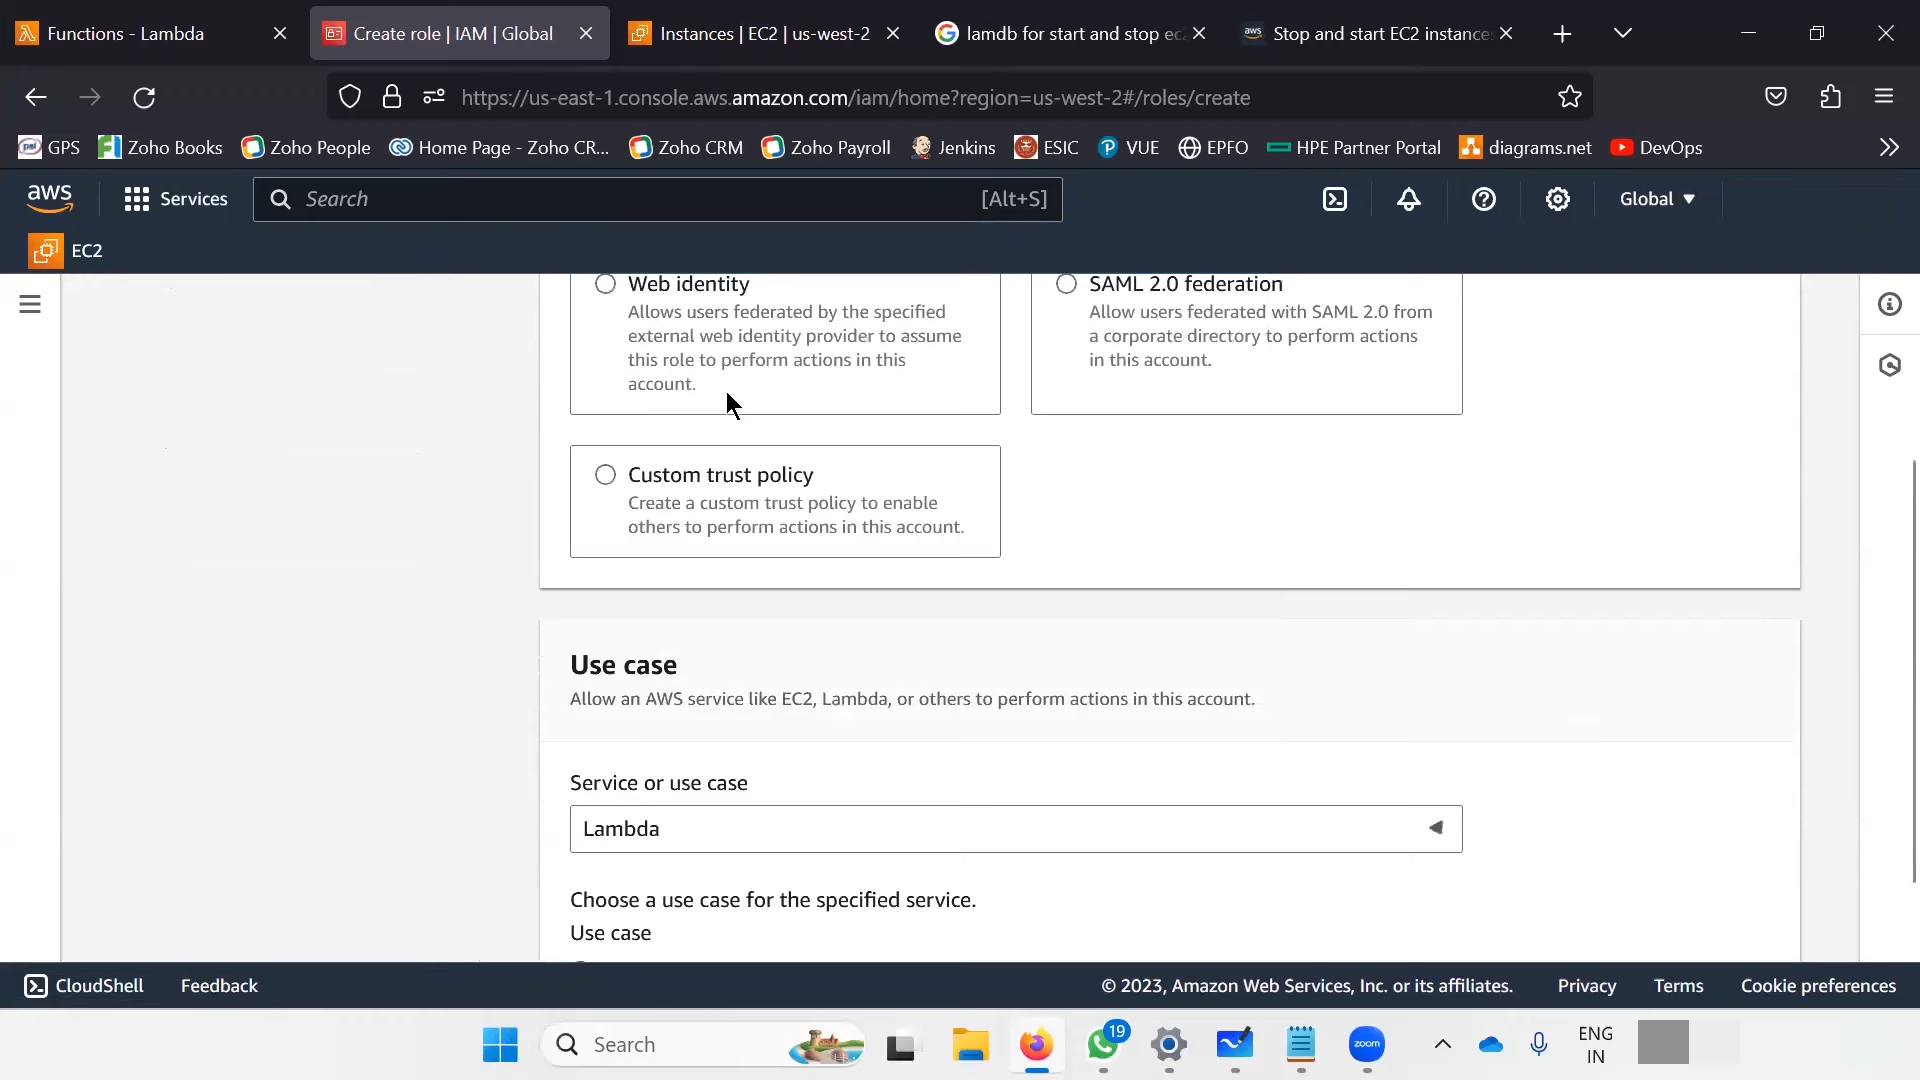 Functions - Lambda
Create role | IAM | Global
Instances | EC2 | us-west-2
lamdb for start and stop ec
Stop and start EC2 instance
https://us-east-1.console.aws.amazon.com/iam/home?region=us-west-2#/roles/create
GPS
Zoho Books
Zoho People
Home Page - Zoho CR...
Zoho CRM
Zoho Payroll
Jenkins
ESIC
VUE
EPFO
HPE Partner Portal
diagrams.net
DevOps
aws
Services
Search
[Alt+S]
Global
EC2
Web identity
Allows users federated by the specified
external web identity provider to assume
this role to perform actions in this
account.
SAML 2.0 federation
Allow users federated with SAML 2.0 from
a corporate directory to perform actions
in this account.
Custom trust policy
Create a custom trust policy to enable
others to perform actions in this account.
Use case
Allow an AWS service like EC2, Lambda, or others to perform actions in this account.
Service or use case
Lambda
Choose a use case for the specified service.
Use case
CloudShell
Feedback
© 2023, Amazon Web Services, Inc. or its affiliates.
Privacy
Terms
Cookie preferences
Search
19
zoom
ENG
IN